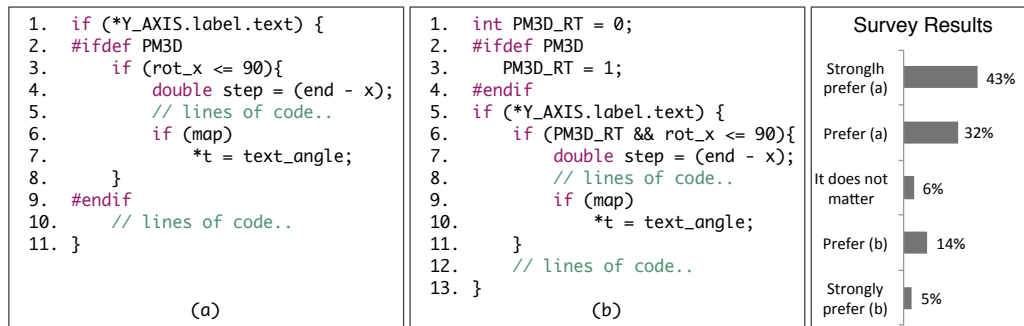 1. if (*Y_AXIS.label.text) {
2. #ifdef PM3D
3. if (rot_x <= 90){
4. double step = (end - x);
5. // lines of code..
6. if (map)
7. *t = text_angle;
8. }
9. #endif
10. // lines of code..
11. }
(a)
1. int PM3D_RT = 0;
2. #ifdef PM3D
3. PM3D_RT = 1;
4. #endif
5. if (*Y_AXIS.label.text) {
6. if (PM3D_RT && rot_x <= 90){
7. double step = (end - x);
8. // lines of code..
9. if (map)
10. *t = text_angle;
11. }
12. // lines of code..
13. }
(b)
Survey Results
Stronglh
prefer (a)
43%
Prefer (a)
32%
It does not
matter
6%
Prefer (b)
14%
Strongly
prefer (b)
5%